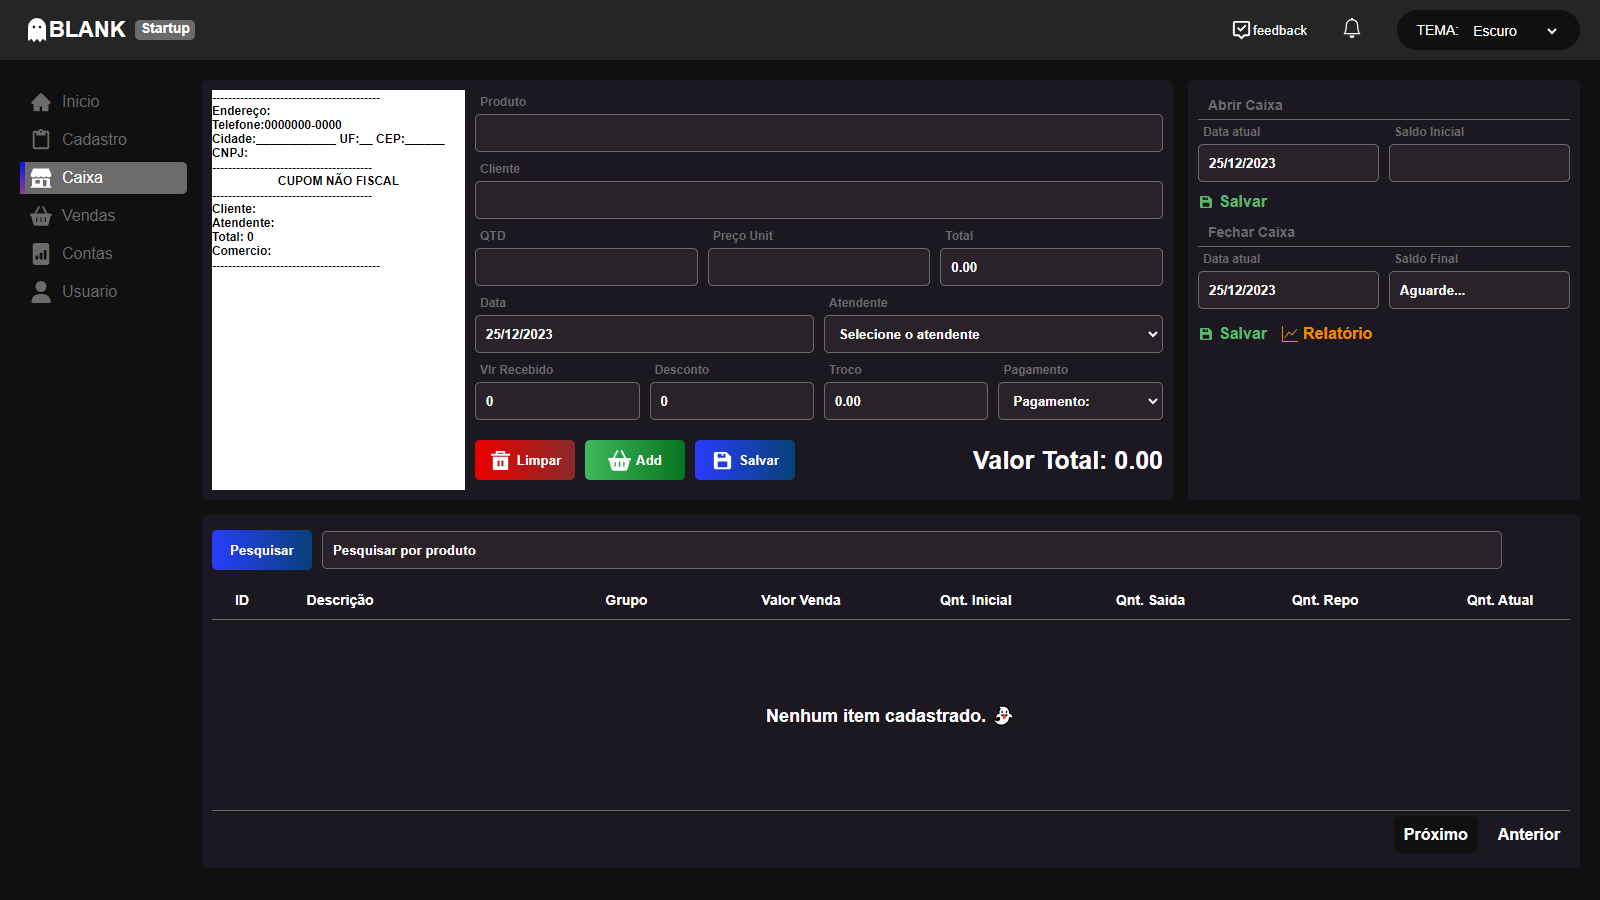 BLANK Startup
feedback
TEMA: Escuro
Inicio
Cadastro
Caixa
Vendas
Contas
Usuario
------------------------------------------
Endereço:
Telefone:0000000-0000
Cidade:____________ UF:__ CEP:______
CNPJ:
----------------------------------------
CUPOM NÃO FISCAL
----------------------------------------
Cliente:
Atendente:
Total: 0
Comercio:
------------------------------------------
Produto
Cliente
QTD Preço Unit Total
0.00
Data Atendente
25/12/2023 Selecione o atendente
Vlr Recebido Desconto Troco Pagamento
0 0 0.00 Pagamento:
Limpar Add Salvar Valor Total: 0.00
Abrir Caixa
Data atual Saldo Inicial
25/12/2023
Salvar
Fechar Caixa
Data atual Saldo Final
25/12/2023 Aguarde...
Salvar Relatório
Pesquisar Pesquisar por produto
ID Descrição Grupo Valor Venda Qnt. Inicial Qnt. Saida Qnt. Repo Qnt. Atual
Nenhum item cadastrado. 👻
Próximo Anterior